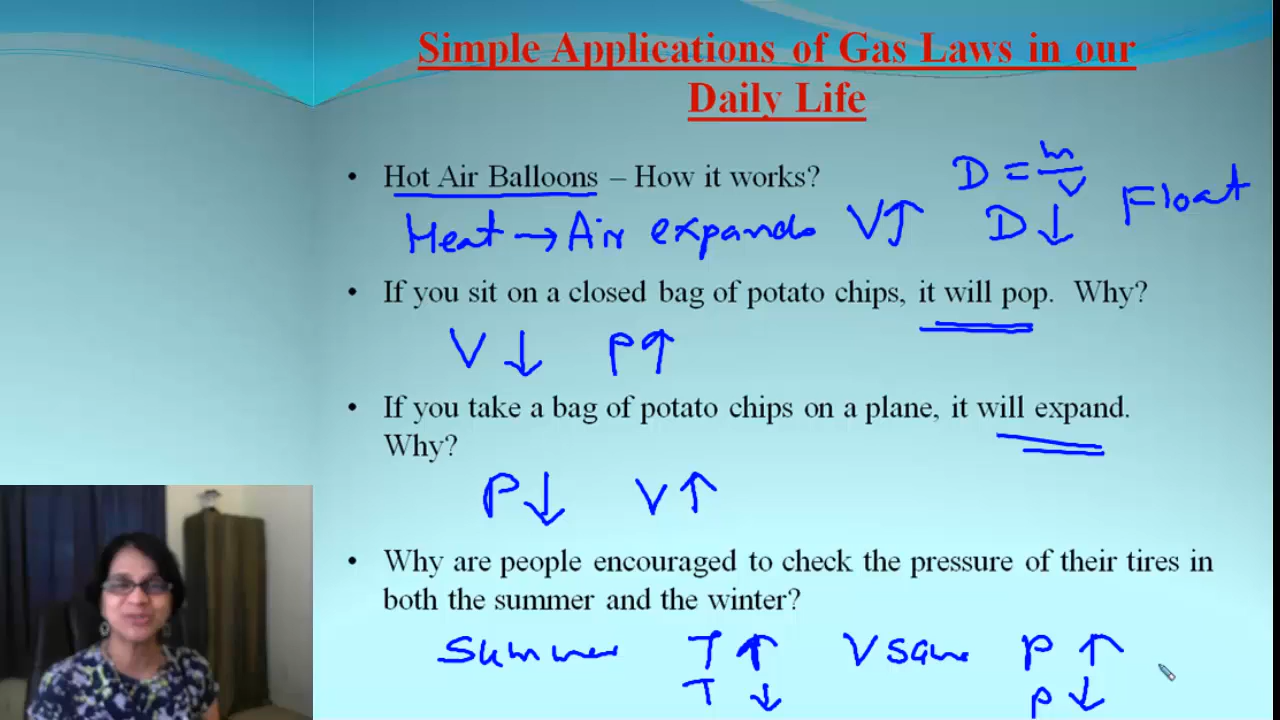 Simple Applications of Gas Laws in our
Daily Life
• Hot Air Balloons – How it works?
D = m/V
Heat → Air expands V↑ D↓ Float
• If you sit on a closed bag of potato chips, it will pop. Why?
V↓ P↑
• If you take a bag of potato chips on a plane, it will expand.
Why?
P↓ V↑
• Why are people encouraged to check the pressure of their tires in
both the summer and the winter?
Summer T↑ V same P↑
T↓ P↓